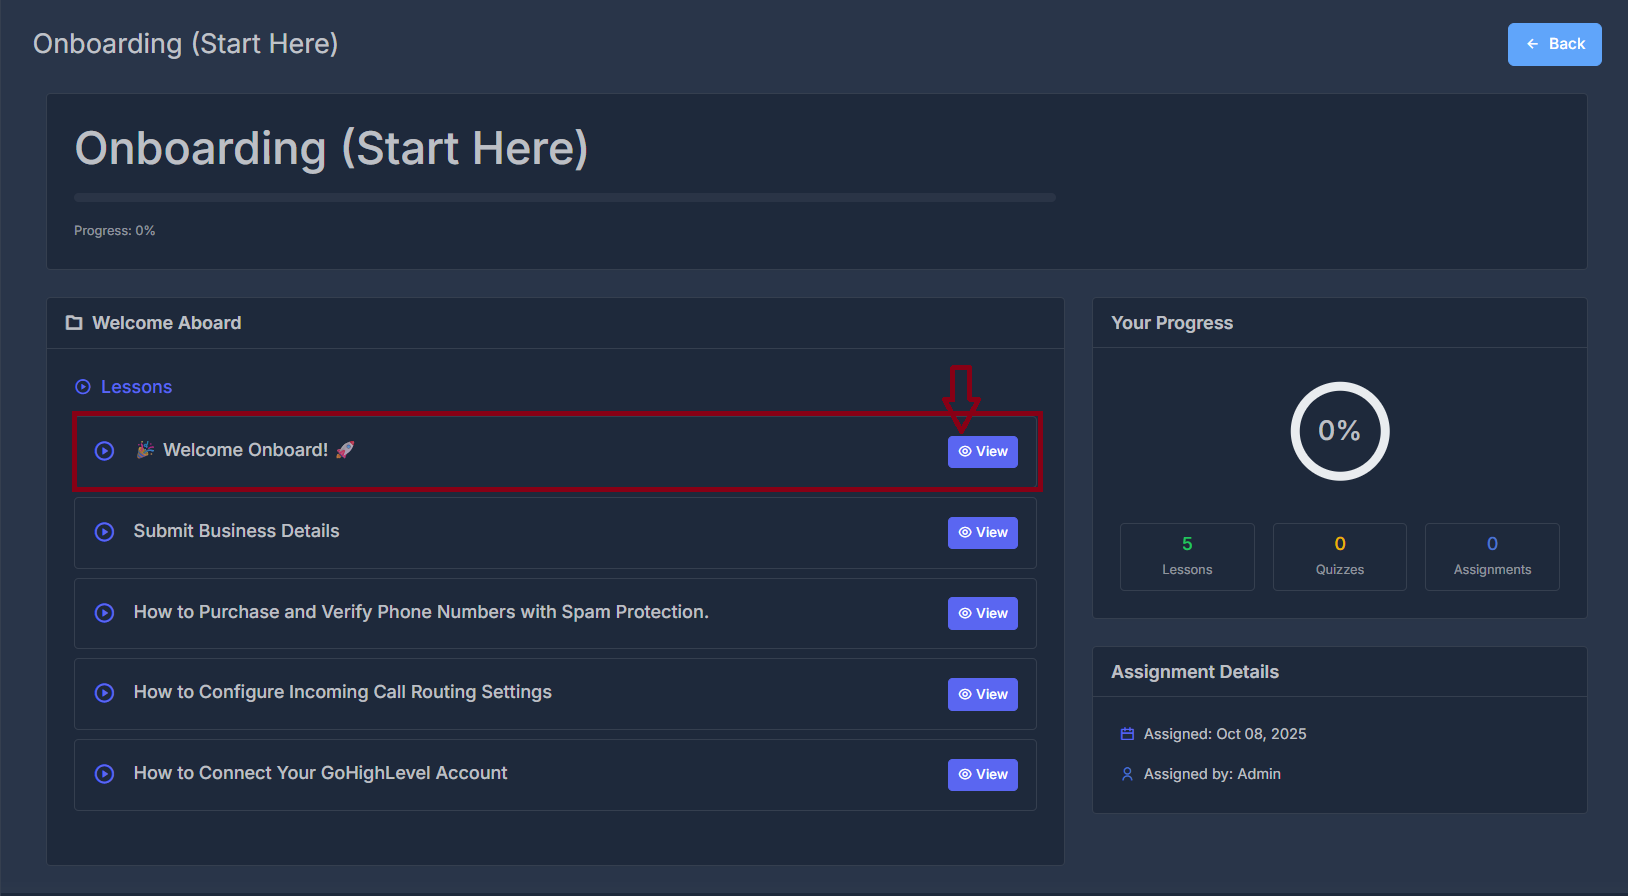 Onboarding (Start Here)
Back
Onboarding (Start Here)
Progress: 0%
Welcome Aboard
Lessons
🎉 Welcome Onboard! 🚀
View
Submit Business Details
View
How to Purchase and Verify Phone Numbers with Spam Protection.
View
How to Configure Incoming Call Routing Settings
View
How to Connect Your GoHighLevel Account
View
Your Progress
0%
5
Lessons
0
Quizzes
0
Assignments
Assignment Details
Assigned: Oct 08, 2025
Assigned by: Admin